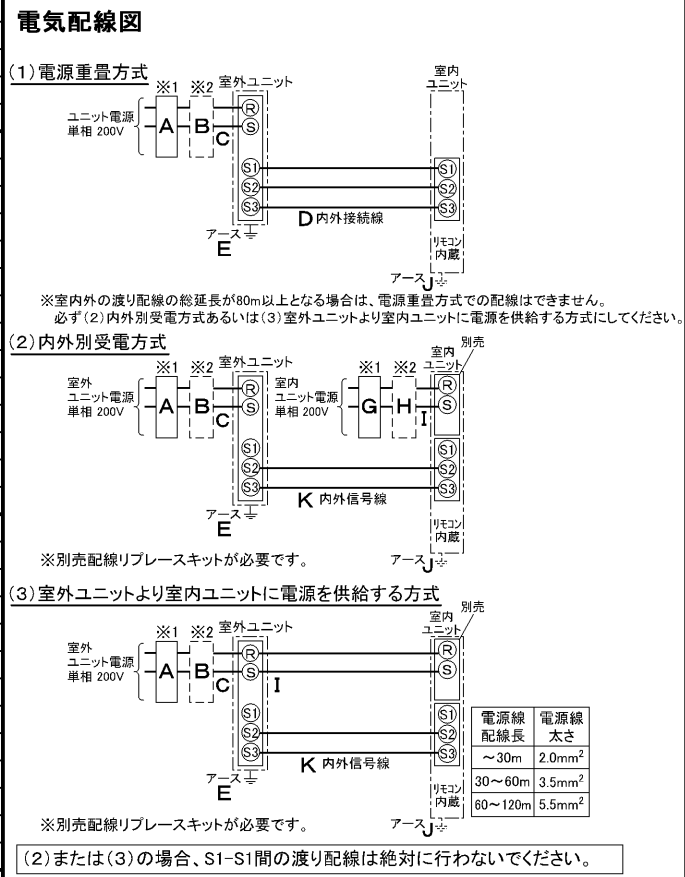 電気配線図
(1)電源重畳方式
※1 ※2 室外ユニット
室内
ユニット
ユニット電源
単相 200V
A B C
R
S
S1 S1
S2 S2
S3 S3
D 内外接続線
アース
E
リモコン
内蔵
アース J
※室内外の渡り配線の総延長が80m以上となる場合は、電源重畳方式での配線はできません。
必ず(2)内外別受電方式あるいは(3)室外ユニットより室内ユニットに電源を供給する方式にしてください。
(2)内外別受電方式
別売
※1 ※2 室外ユニット ※1 ※2
室内
ユニット
室外
ユニット電源
単相 200V
A B C
R
S
室内
ユニット電源
単相 200V
G H I
R
S
S1 S1
S2 S2
S3 S3
K 内外信号線
アース
E
リモコン
内蔵
※別売配線リプレースキットが必要です。
アース J
(3)室外ユニットより室内ユニットに電源を供給する方式
別売
※1 ※2 室外ユニット
室内
ユニット
室外
ユニット電源
単相 200V
A B C
R R
S I S
S1 S1
S2 S2
S3 S3
K 内外信号線
アース
E
リモコン
内蔵
電源線配線長 電源線太さ
～30m 2.0mm²
30～60m 3.5mm²
60～120m 5.5mm²
※別売配線リプレースキットが必要です。
アース J
(2)または(3)の場合、S1-S1間の渡り配線は絶対に行わないでください。